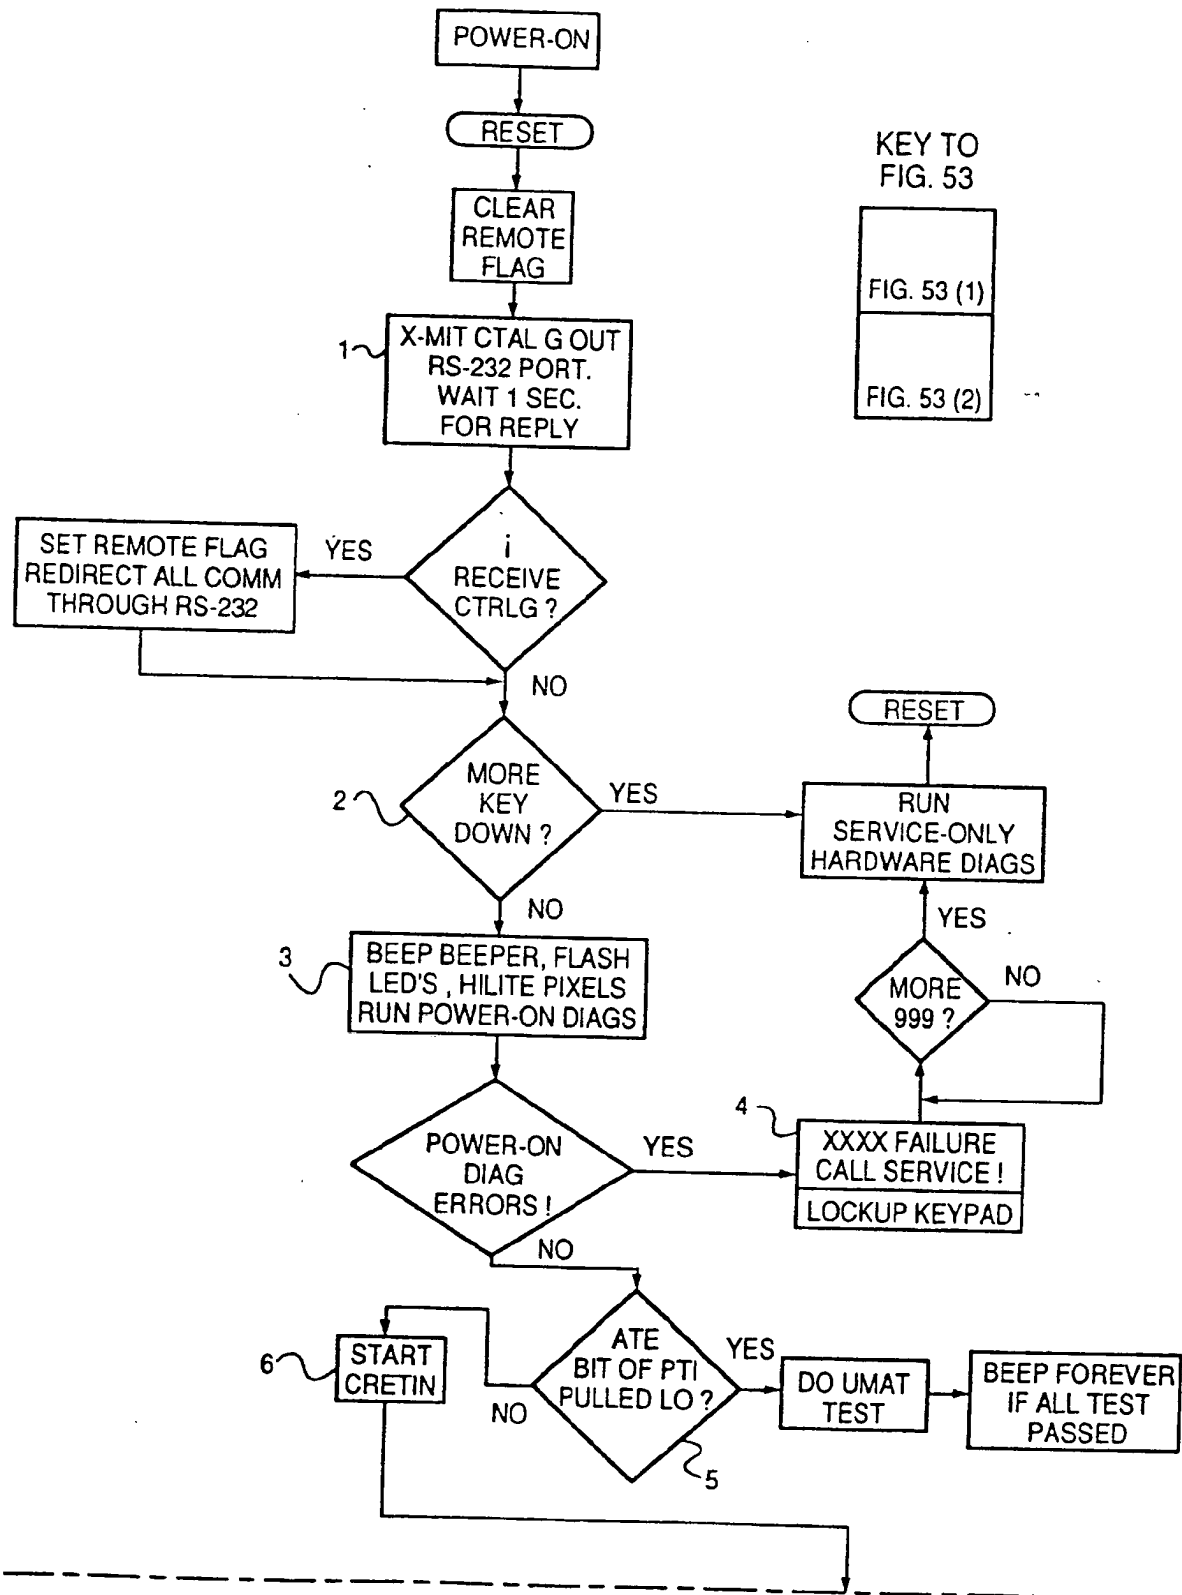 POWER-ON
RESET
KEY TO
FIG. 53
FIG. 53 (1)
FIG. 53 (2)
CLEAR
REMOTE
FLAG
1
X-MIT CTAL G OUT
RS-232 PORT.
WAIT 1 SEC.
FOR REPLY
i
RECEIVE
CTRLG ?
YES
SET REMOTE FLAG
REDIRECT ALL COMM
THROUGH RS-232
NO
2
MORE
KEY
DOWN ?
YES
RESET
RUN
SERVICE-ONLY
HARDWARE DIAGS
NO
YES
3
BEEP BEEPER, FLASH
LED'S , HILITE PIXELS
RUN POWER-ON DIAGS
MORE
999 ?
NO
POWER-ON
DIAG
ERRORS !
YES
4
XXXX FAILURE
CALL SERVICE !
LOCKUP KEYPAD
NO
6
START
CRETIN
NO
ATE
BIT OF PTI
PULLED LO ?
5
YES
DO UMAT
TEST
BEEP FOREVER
IF ALL TEST
PASSED